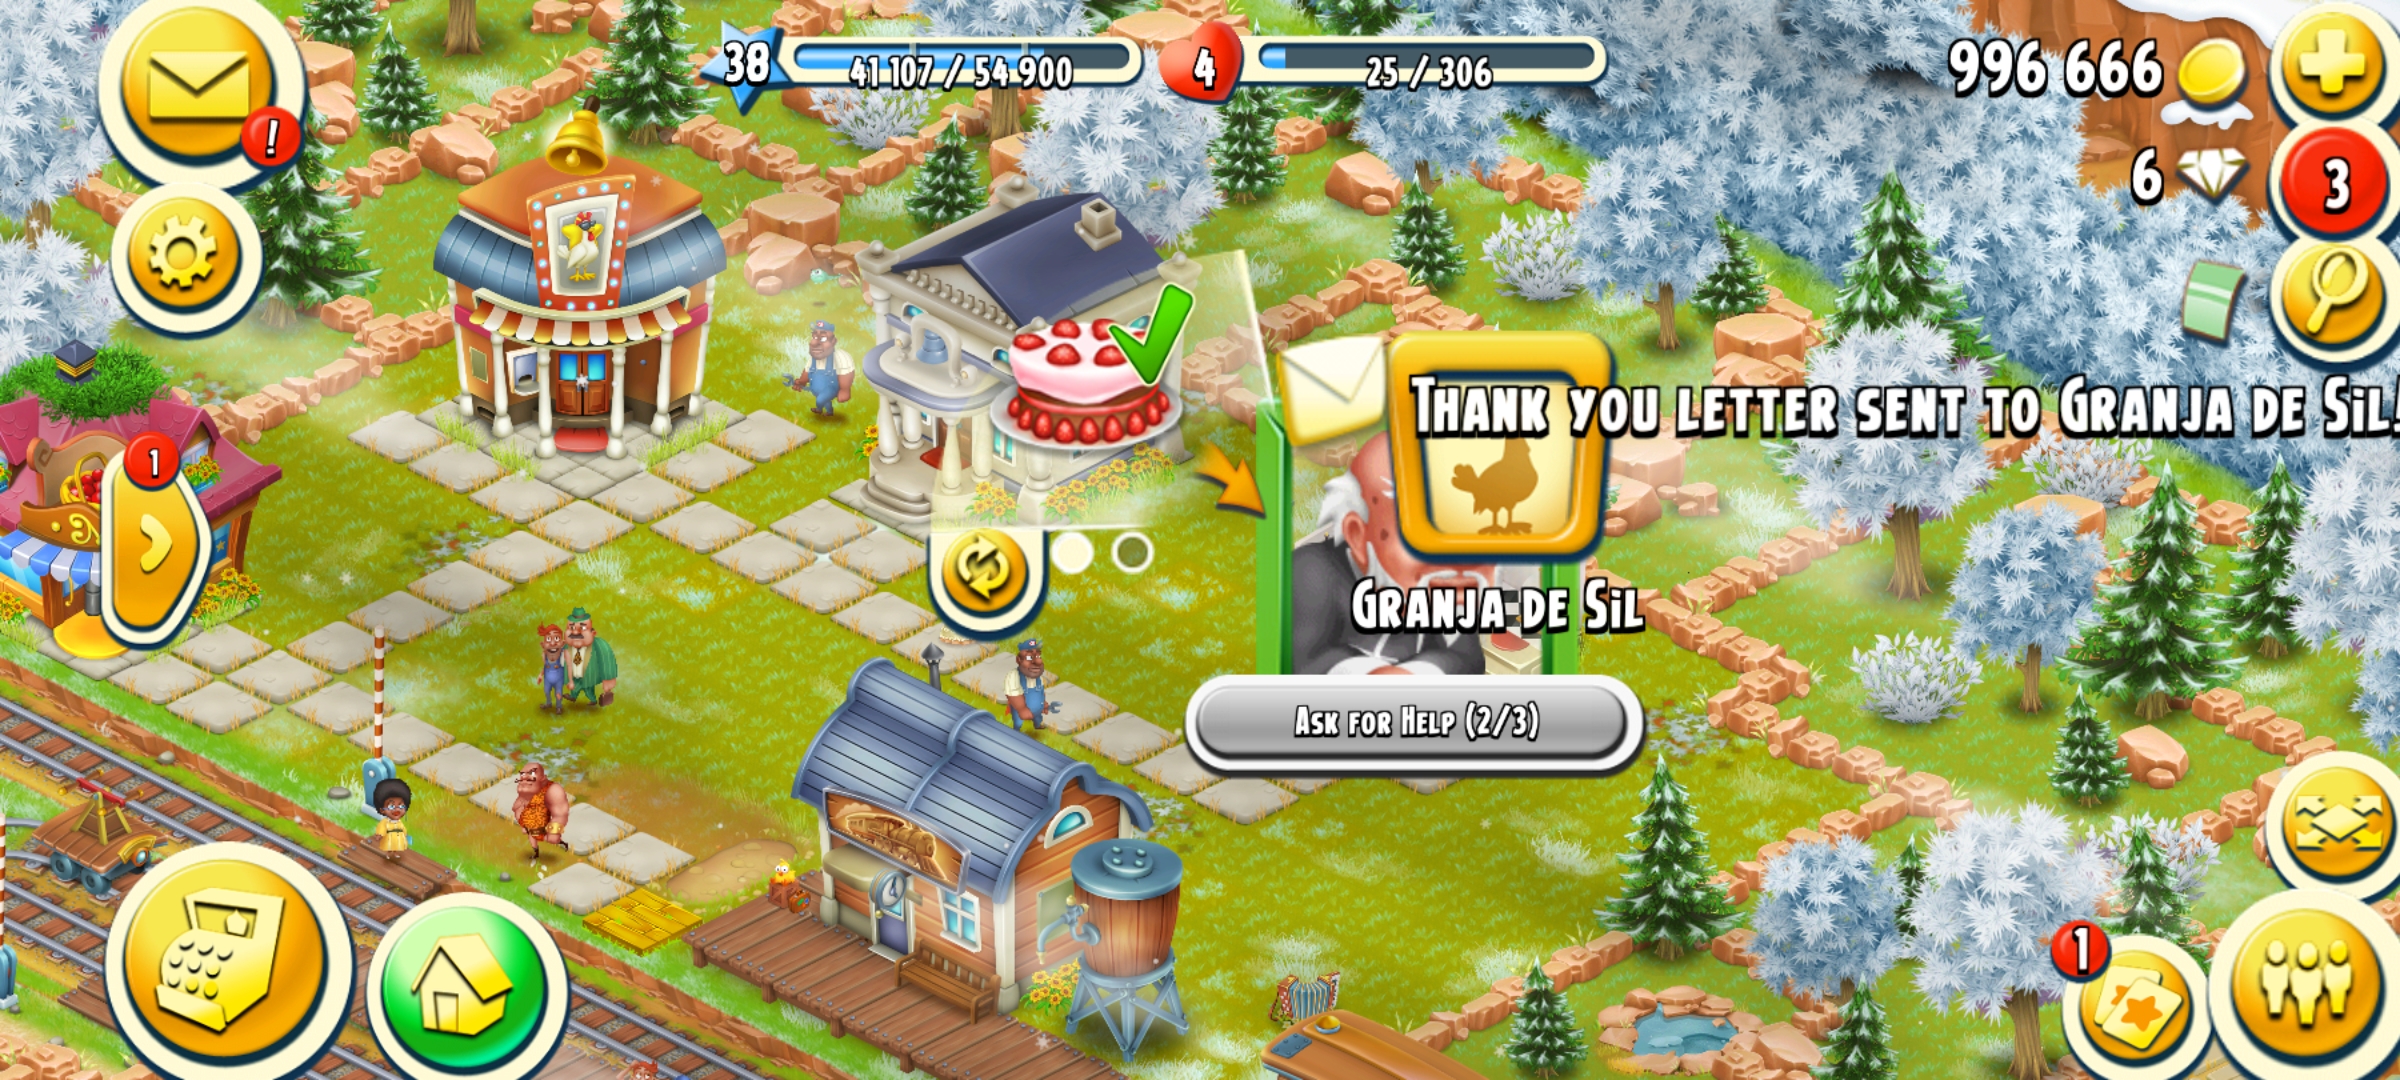 38
41 107 / 54 900
4
25 / 306
996 666
6
3
!
1
Thank you letter sent to Granja de Sil!
Granja de Sil
Ask for Help (2/3)
1